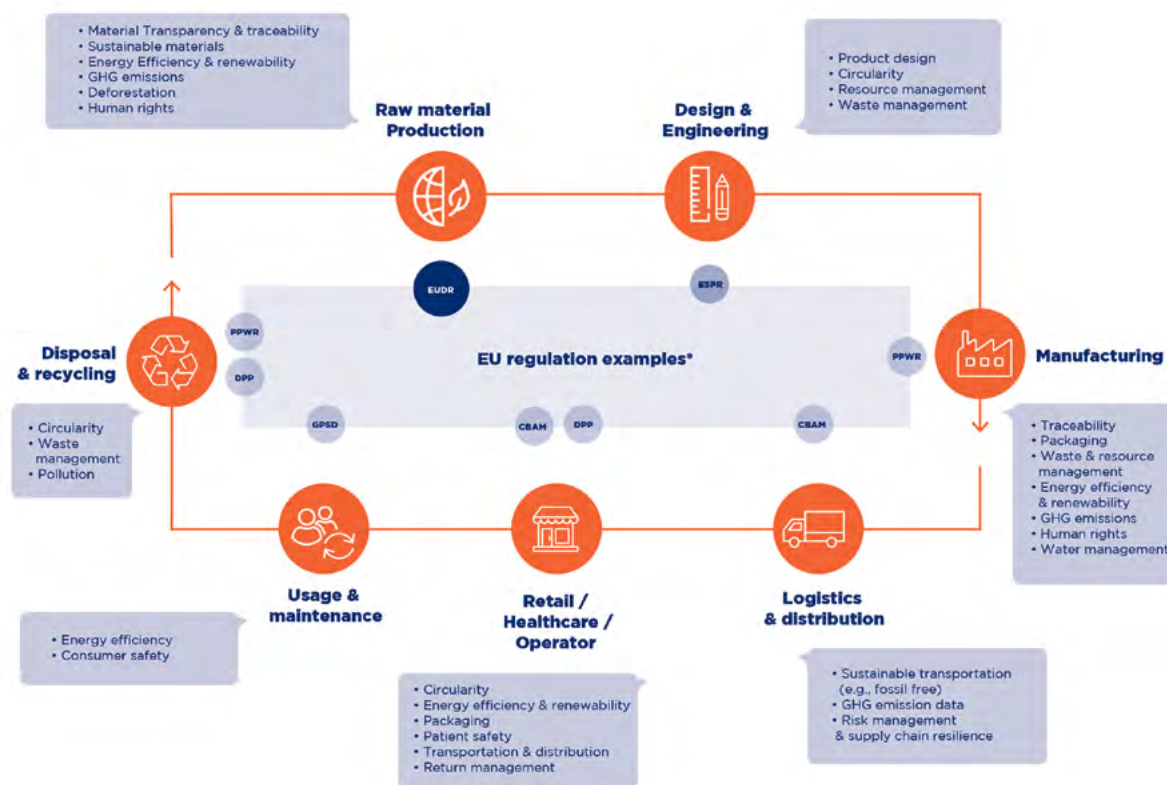 • Material Transparency & traceability
• Sustainable materials
• Energy Efficiency & renewability
• GHG emissions
• Deforestation
• Human rights
• Product design
• Circularity
• Resource management
• Waste management
Raw material
Production
Design &
Engineering
EUDR
ESPR
PPWR
DPP
EU regulation examples*
PPWR
Disposal
& recycling
Manufacturing
GPSD
CBAM
DPP
CBAM
• Circularity
• Waste
management
• Pollution
• Traceability
• Packaging
• Waste & resource
management
• Energy efficiency
& renewability
• GHG emissions
• Human rights
• Water management
Usage &
maintenance
Retail /
Healthcare /
Operator
Logistics
& distribution
• Energy efficiency
• Consumer safety
• Circularity
• Energy efficiency & renewability
• Packaging
• Patient safety
• Transportation & distribution
• Return management
• Sustainable transportation
(e.g., fossil free)
• GHG emission data
• Risk management
& supply chain resilience